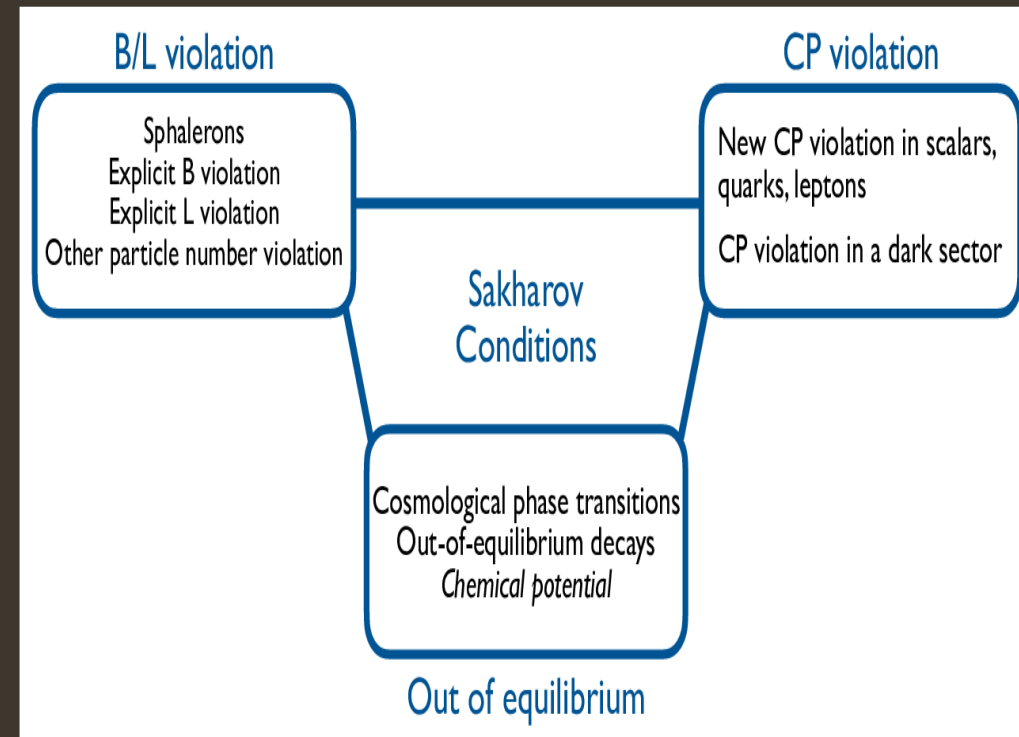 B/L violation
Sphalerons
Explicit B violation
Explicit L violation
Other particle number violation
CP violation
New CP violation in scalars,
quarks, leptons
CP violation in a dark sector
Sakharov
Conditions
Cosmological phase transitions
Out-of-equilibrium decays
Chemical potential
Out of equilibrium